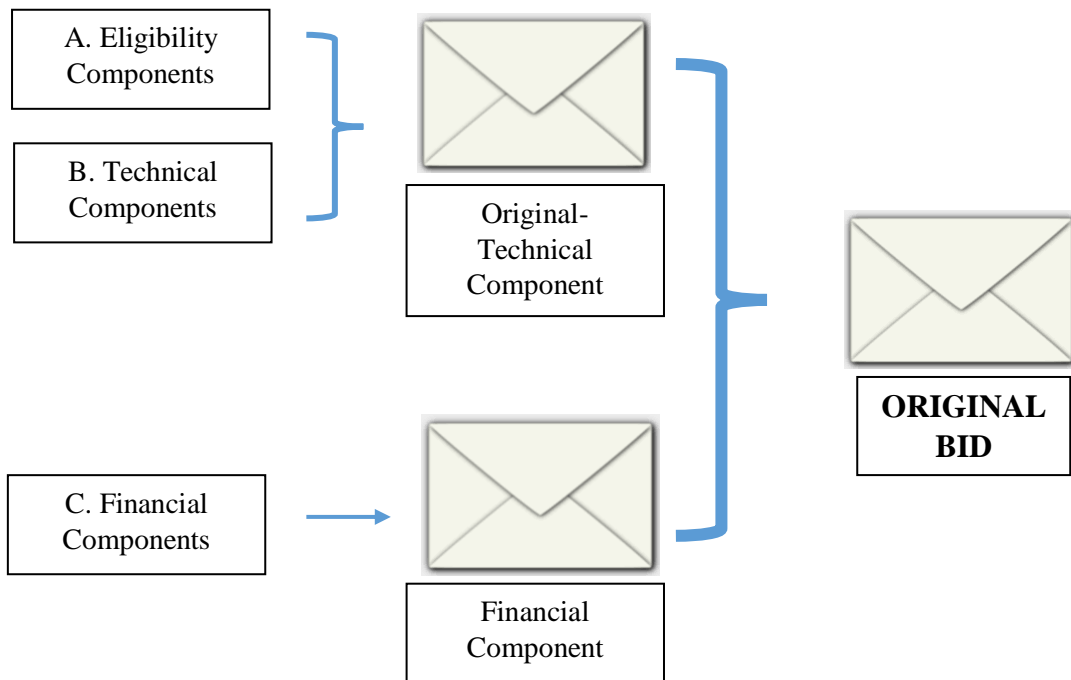 A. Eligibility
Components
B. Technical
Components
Original-
Technical
Component
ORIGINAL
BID
C. Financial
Components
Financial
Component